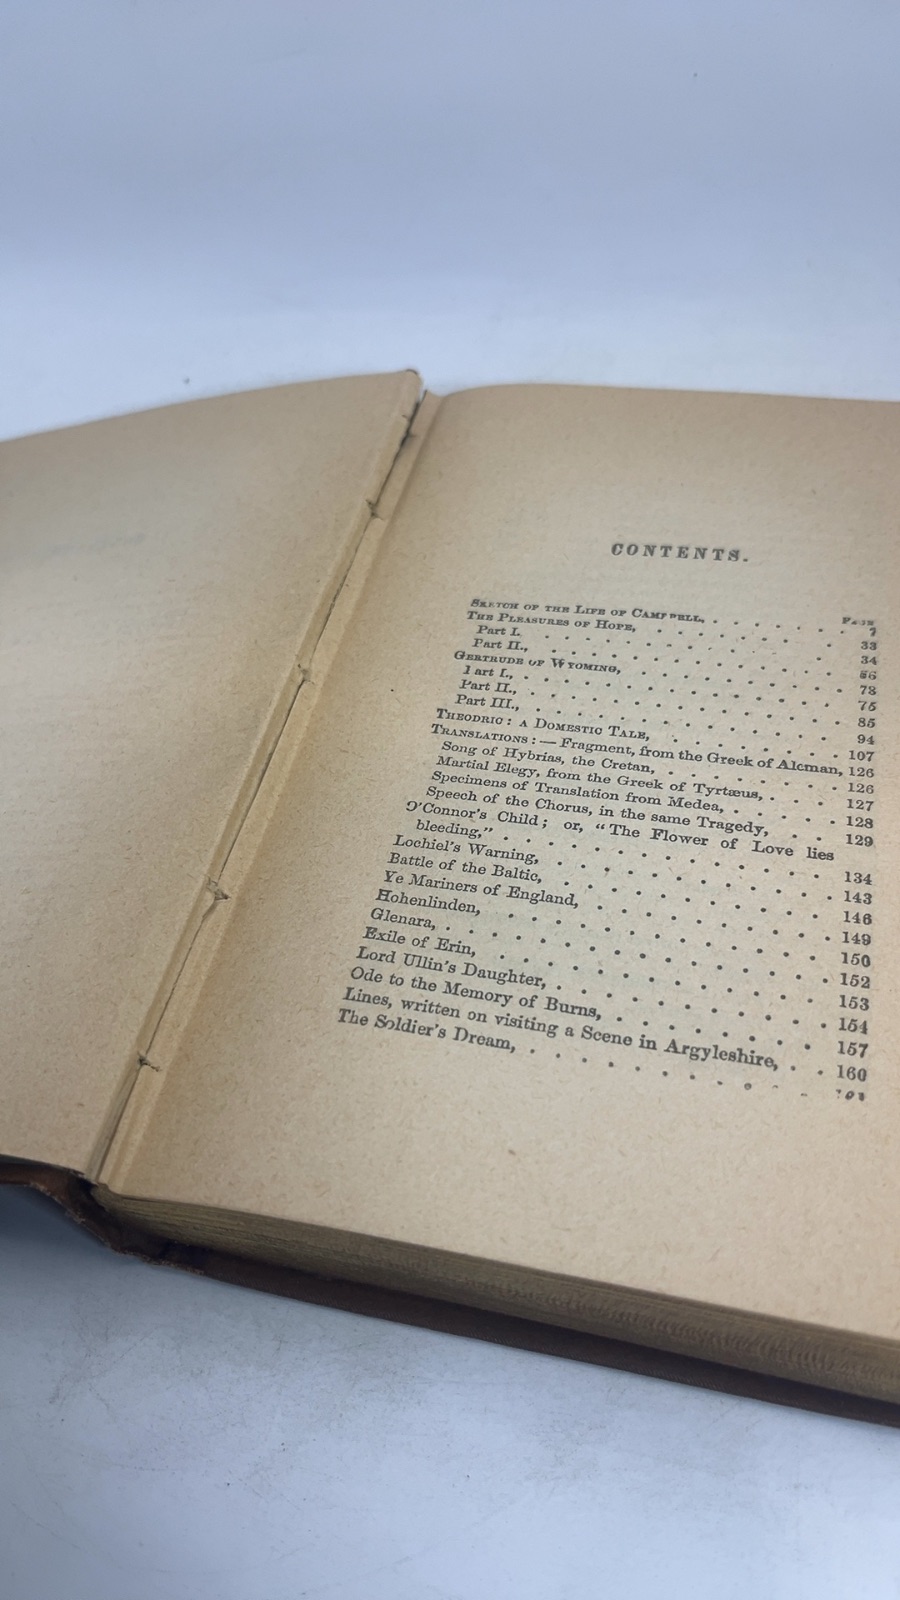 CONTENTS.
PAGE
SKETCH OF THE LIFE OF CAMPBELL, . . . . . . 7
THE PLEASURES OF HOPE, . . . . . . . 33
Part I. . . . . . . . . 34
Part II., . . . . . . . . 56
GERTRUDE OF WYOMING, . . . . . . . 73
Part I., . . . . . . . . 75
Part II., . . . . . . . . 85
Part III., . . . . . . . . 94
THEODRIC: A DOMESTIC TALE, . . . . . . 107
TRANSLATIONS:—Fragment, from the Greek of Alcman, 126
Song of Hybrias, the Cretan, . . . . . . 126
Martial Elegy, from the Greek of Tyrtæus, . . . 127
Specimens of Translation from Medea, . . . . 128
Speech of the Chorus, in the same Tragedy, . . . 129
O'Connor's Child; or, "The Flower of Love lies
bleeding," . . . . . . . . . 134
Lochiel's Warning, . . . . . . . . 143
Battle of the Baltic, . . . . . . . . 146
Ye Mariners of England, . . . . . . . 149
Hohenlinden, . . . . . . . . . 150
Glenara, . . . . . . . . . . 152
Exile of Erin, . . . . . . . . . 153
Lord Ullin's Daughter, . . . . . . . 154
Ode to the Memory of Burns, . . . . . . 157
Lines, written on visiting a Scene in Argyleshire, . . 160
The Soldier's Dream, . . . . . . .